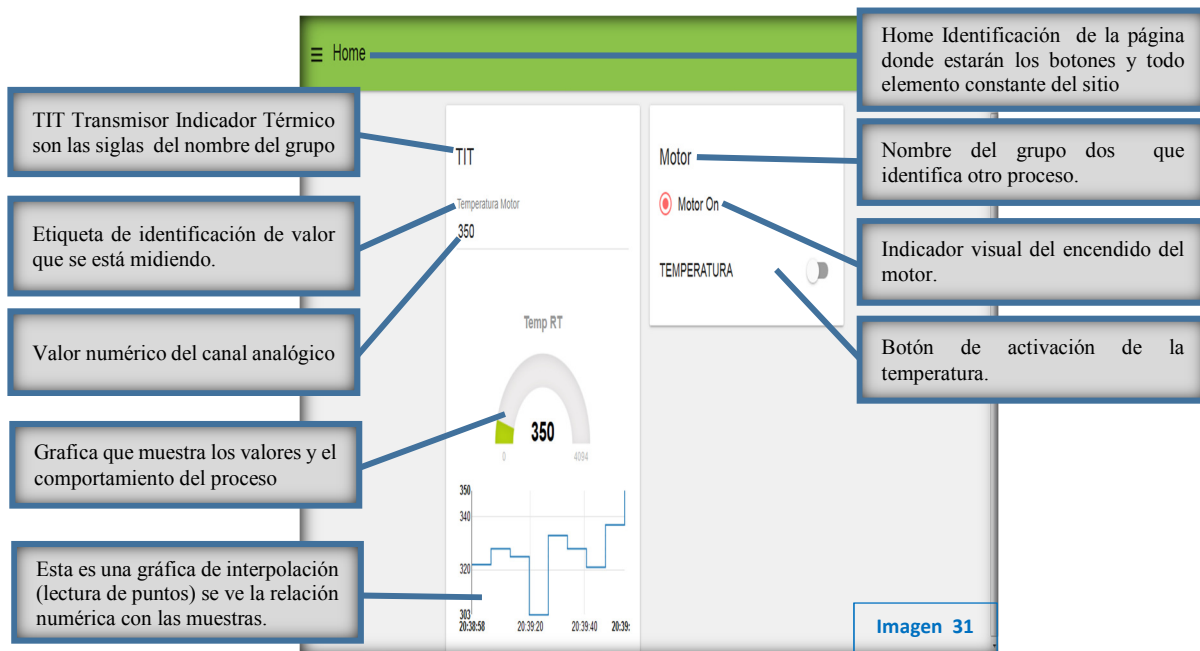 ☰ Home
Home Identificación de la página
donde estarán los botones y todo
elemento constante del sitio
TIT Transmisor Indicador Térmico
son las siglas del nombre del grupo
TIT
Motor
Nombre del grupo dos que
identifica otro proceso.
Etiqueta de identificación de valor
que se está midiendo.
Temperatura Motor
350
Motor On
Indicador visual del encendido del
motor.
TEMPERATURA
Valor numérico del canal analógico
Botón de activación de la
temperatura.
Temp RT
350
0
4094
Grafica que muestra los valores y el
comportamiento del proceso
350
340
320
303
20:38:58
20:39:20
20:39:40
20:39:
Esta es una gráfica de interpolación
(lectura de puntos) se ve la relación
numérica con las muestras.
Imagen 31